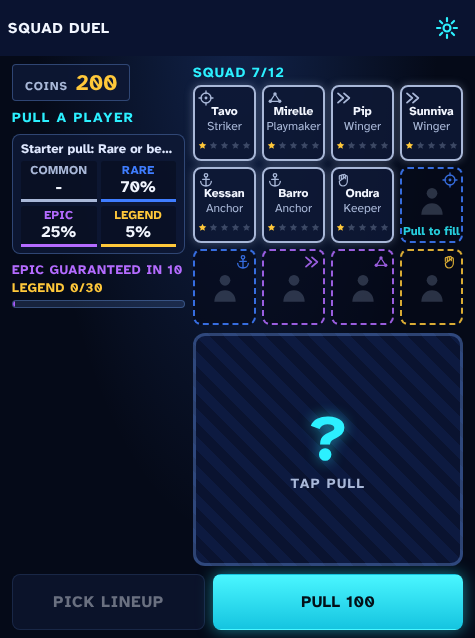 SQUAD DUEL
COINS 200
PULL A PLAYER
Starter pull: Rare or be...
COMMON
-
RARE
70%
EPIC
25%
LEGEND
5%
EPIC GUARANTEED IN 10
LEGEND 0/30
SQUAD 7/12
Tavo
Striker
Mirelle
Playmaker
Pip
Winger
Sunniva
Winger
Kessan
Anchor
Barro
Anchor
Ondra
Keeper
Pull to fill
?
TAP PULL
PICK LINEUP
PULL 100